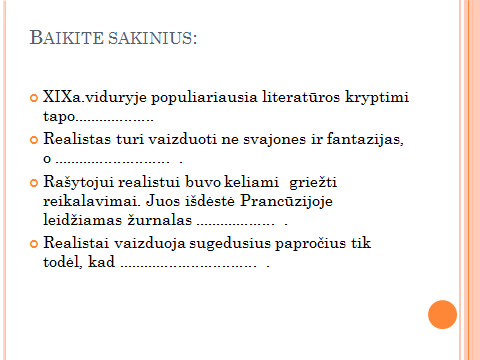 BAIKITE SAKINIUS:
XIXa.viduryje populiariausia literatūros kryptimi
tapo...................
Realistas turi vaizduoti ne svajones ir fantazijas,
o ........................... .
Rašytojui realistui buvo keliami griežti
reikalavimai. Juos išdėstė Prancūzijoje
leidžiamas žurnalas ................... .
Realistai vaizduoja sugedusius papročius tik
todėl, kad ................................. .